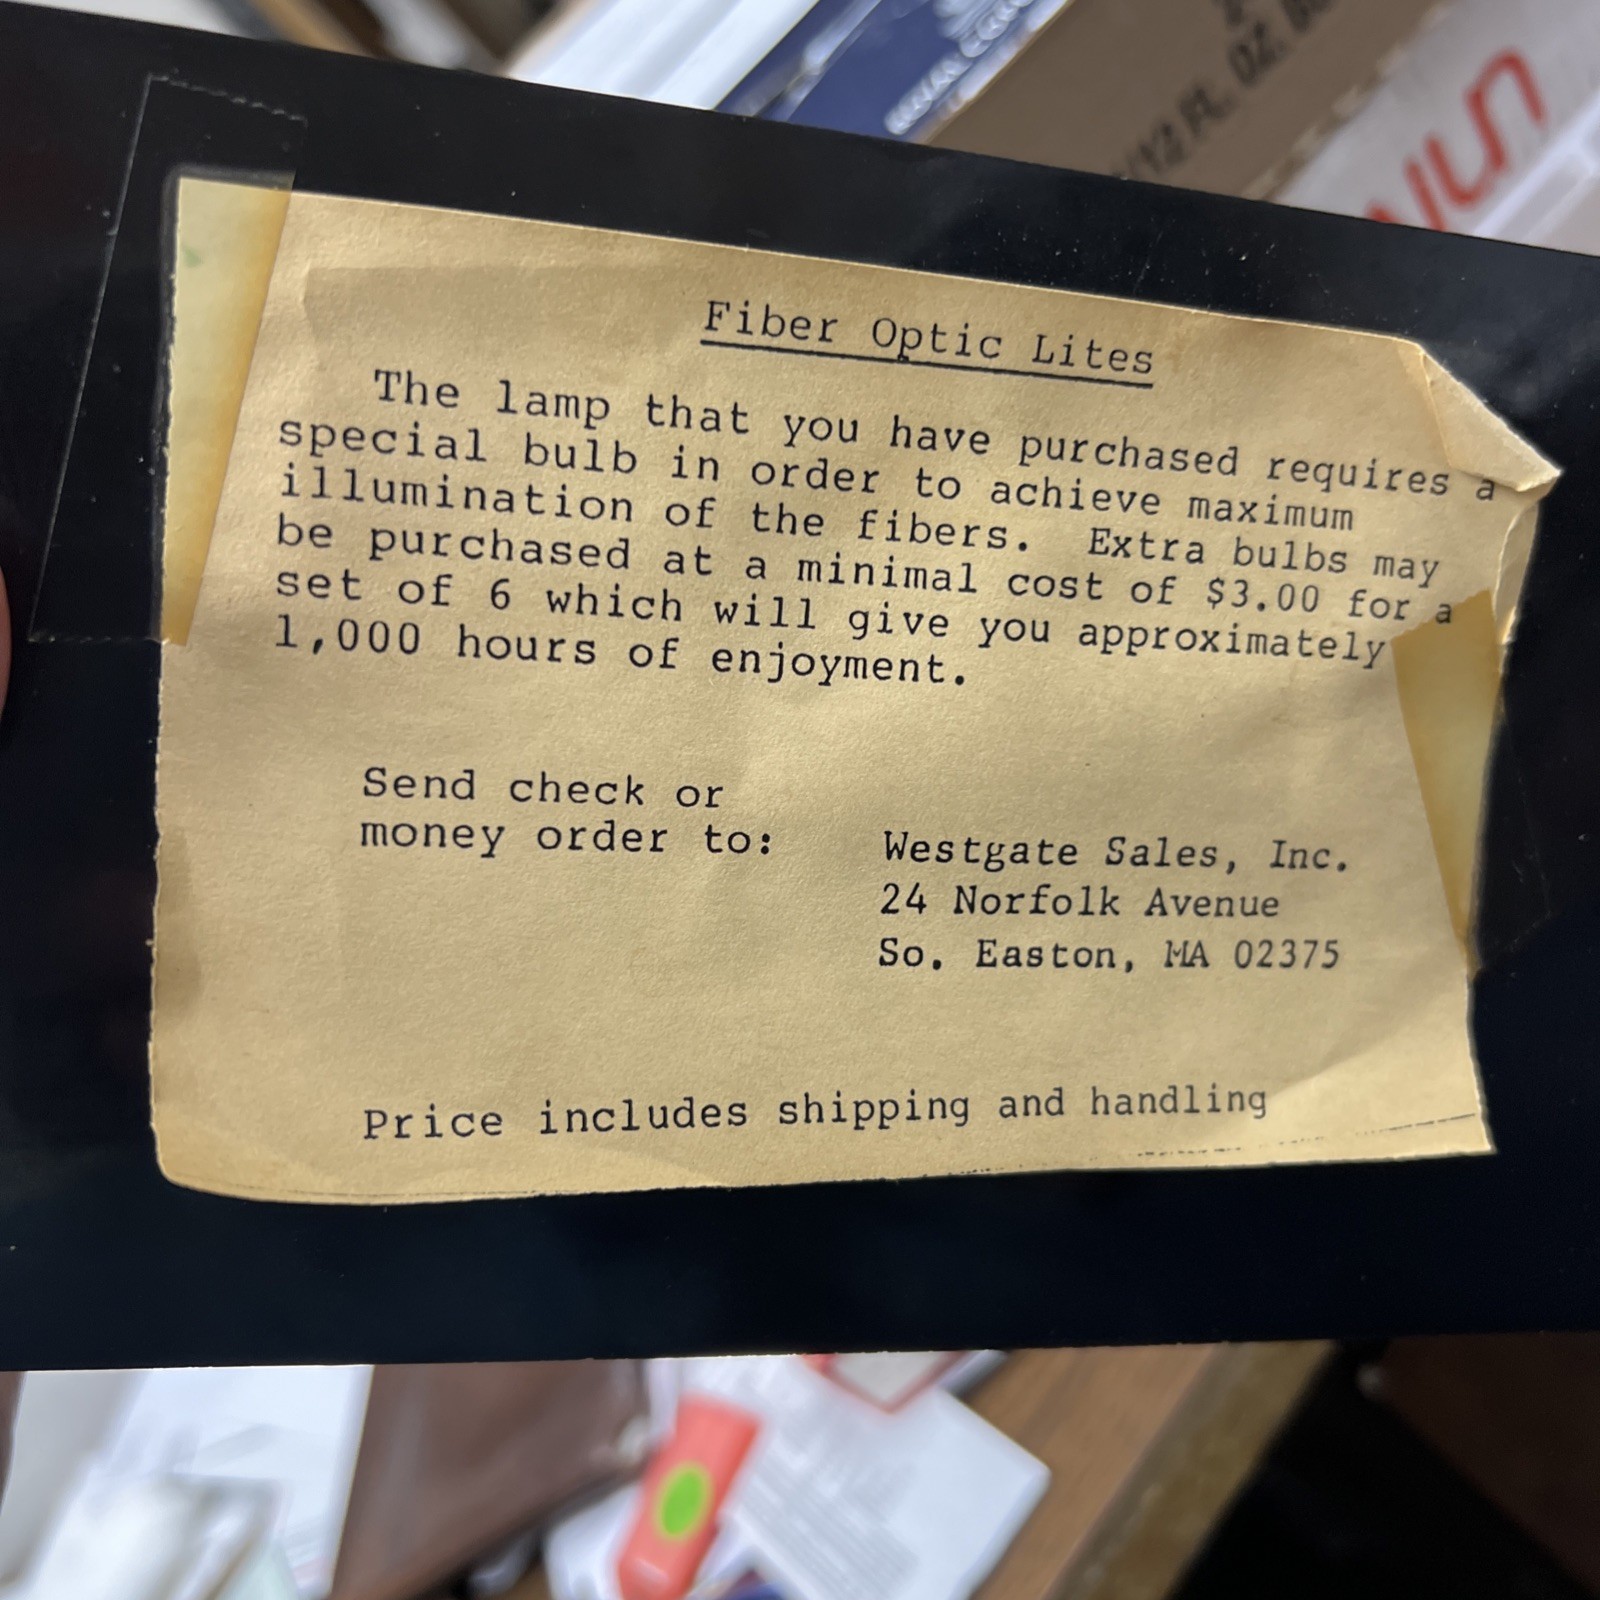 /12 FL. OZ. 
Fiber Optic Lites
The lamp that you have purchased requires a
special bulb in order to achieve maximum
illumination of the fibers. Extra bulbs may
be purchased at a minimal cost of $3.00 for a
set of 6 which will give you approximately
1,000 hours of enjoyment.
Send check or
money order to:
Westgate Sales, Inc.
24 Norfolk Avenue
So. Easton, MA 02375
Price includes shipping and handling